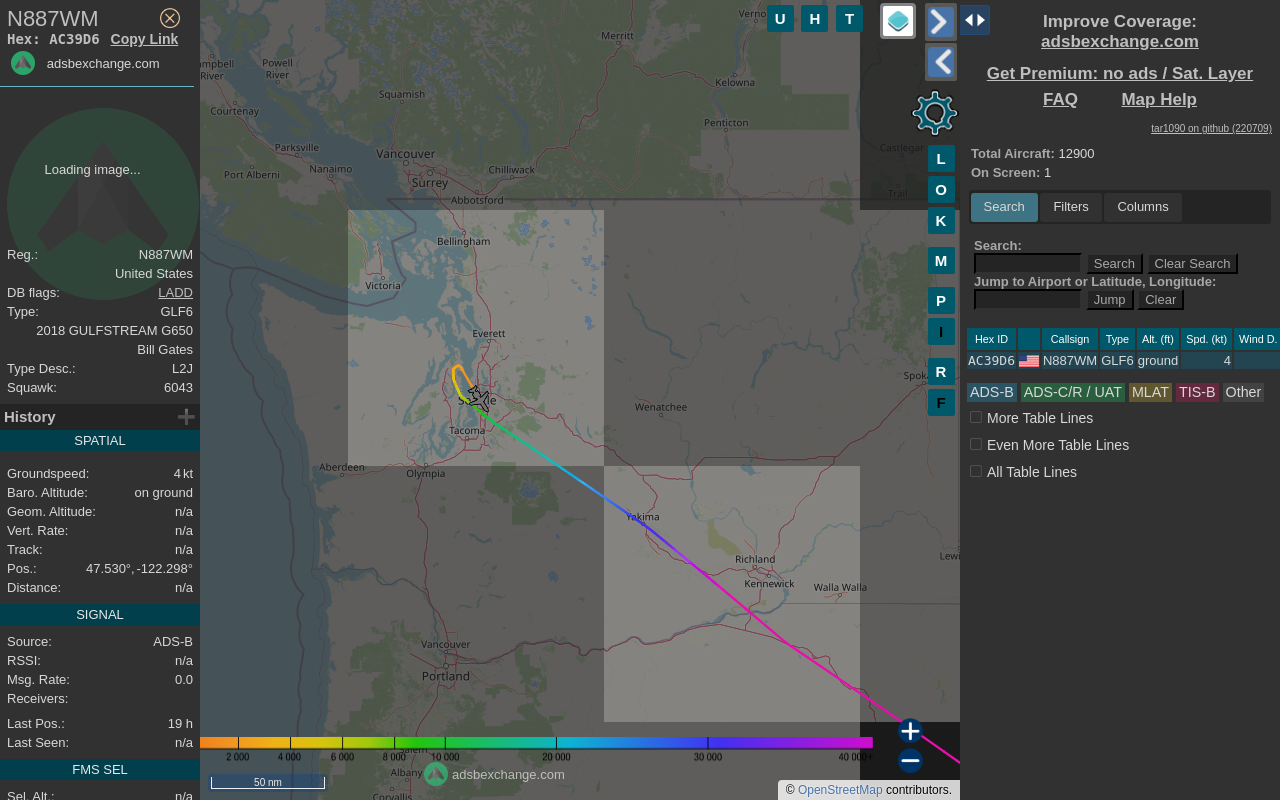 N887WM
Hex: AC39D6 Copy Link
adsbexchange.com
Loading image...
Reg.: N887WM
United States
DB flags: LADD
Type: GLF6
2018 GULFSTREAM G650
Bill Gates
Type Desc.: L2J
Squawk: 6043
History
SPATIAL
Groundspeed: 4 kt
Baro. Altitude: on ground
Geom. Altitude: n/a
Vert. Rate: n/a
Track: n/a
Pos.: 47.530°, -122.298°
Distance: n/a
SIGNAL
Source: ADS-B
RSSI: n/a
Msg. Rate: 0.0
Receivers:
Last Pos.: 19 h
Last Seen: n/a
FMS SEL
Sel. Alt.: n/a
Merritt
River
Powell
River
Squamish
Kelowna
Courtenay
Penticton
Parksville
Vancouver
Nanaimo
Port Alberni
Chilliwack
Surrey
Abbotsford
Castlegar
Trail
Bellingham
Victoria
Everett
Wenatchee
Tacoma
Aberdeen
Olympia
Yakima
Richland
Kennewick
Walla Walla
Vancouver
Portland
Salem
Albany
Corvallis
2 000 4 000 6 000 8 000 10 000 20 000 30 000 40 000+
adsbexchange.com
50 nm
© OpenStreetMap contributors.
U H T
L
O
K
M
P
I
R
F
Improve Coverage:
adsbexchange.com
Get Premium: no ads / Sat. Layer
FAQ Map Help
tar1090 on github (220709)
Total Aircraft: 12900
On Screen: 1
Search Filters Columns
Search:
Search Clear Search
Jump to Airport or Latitude, Longitude:
Jump Clear
Hex ID Callsign Type Alt. (ft) Spd. (kt) Wind D.
AC39D6 N887WM GLF6 ground 4
ADS-B ADS-C/R / UAT MLAT TIS-B Other
More Table Lines
Even More Table Lines
All Table Lines